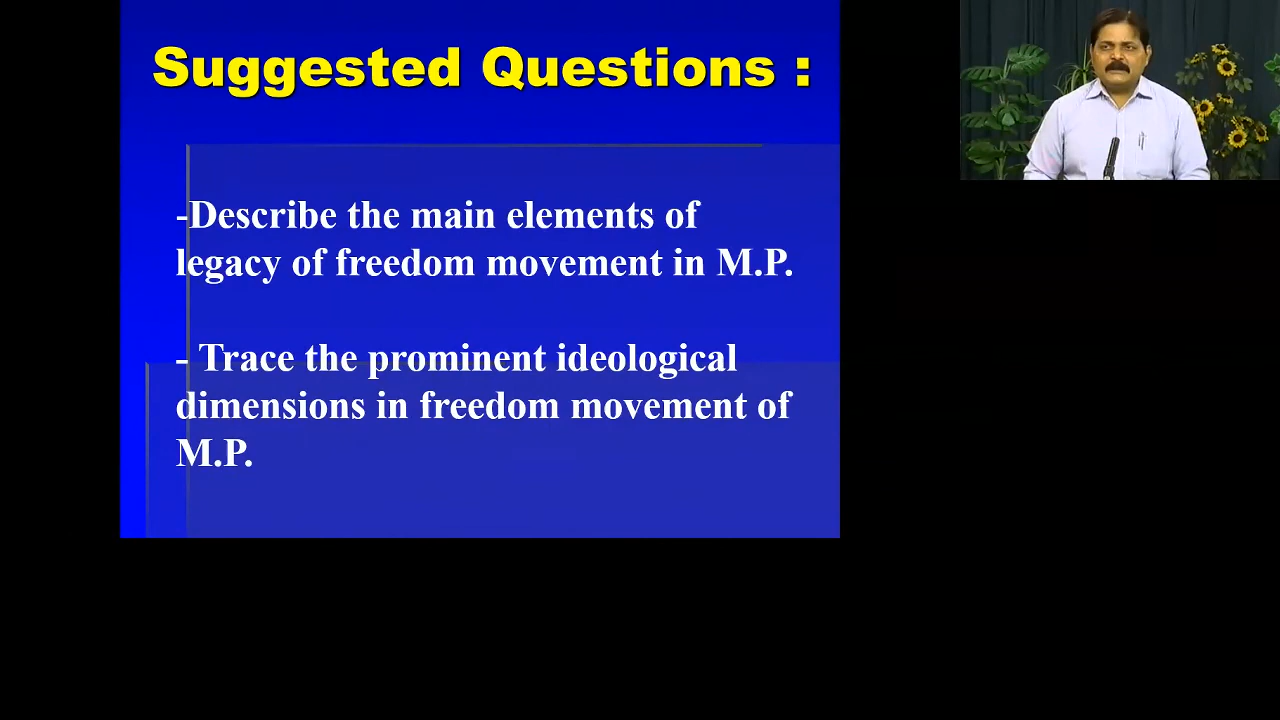 Suggested Questions :
-Describe the main elements of
legacy of freedom movement in M.P.
- Trace the prominent ideological
dimensions in freedom movement of
M.P.